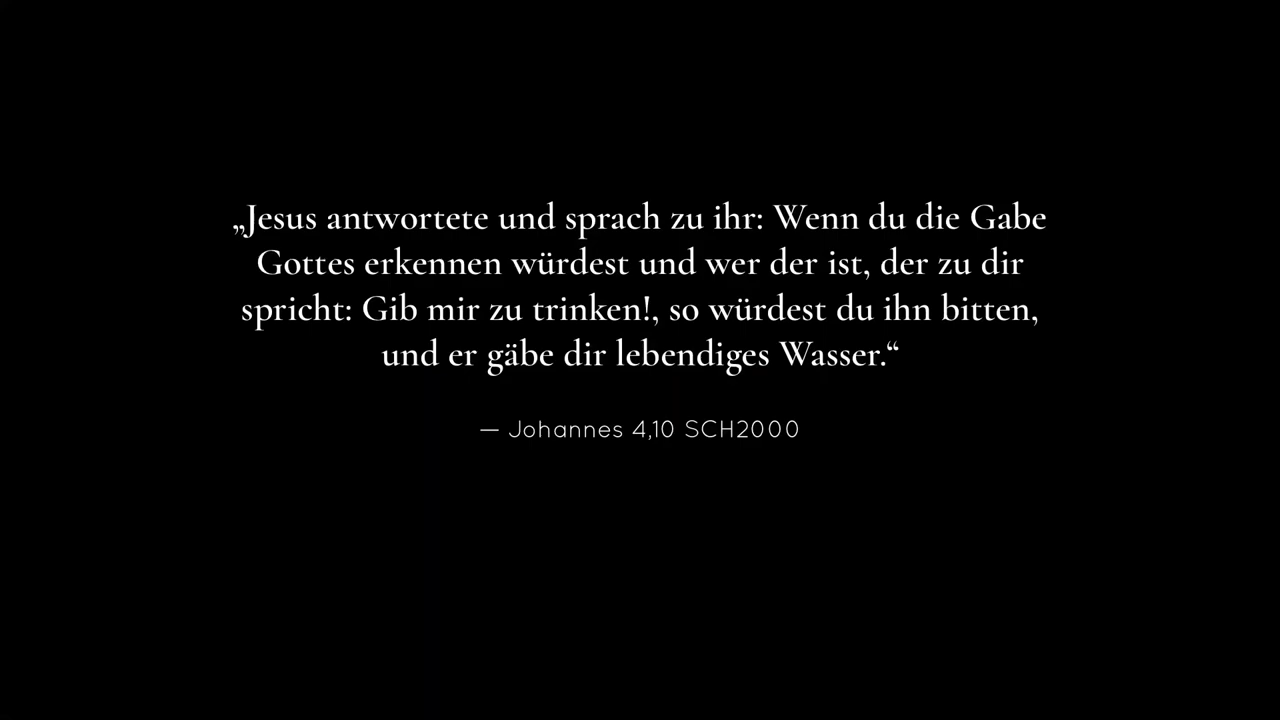 „Jesus antwortete und sprach zu ihr: Wenn du die Gabe
Gottes erkennen würdest und wer der ist, der zu dir
spricht: Gib mir zu trinken!, so würdest du ihn bitten,
und er gäbe dir lebendiges Wasser.“
— Johannes 4,10 SCH2000